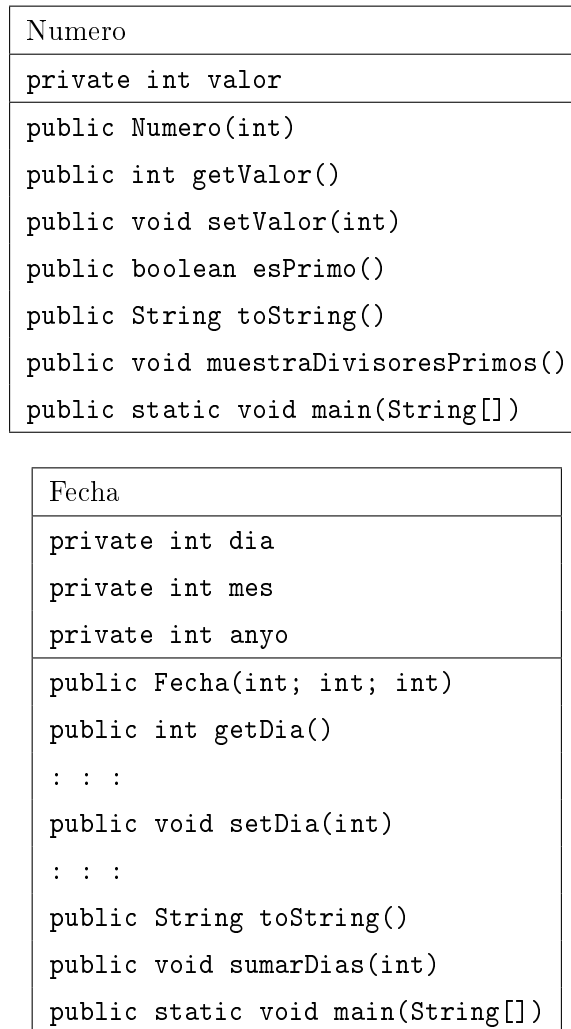 Numero
private int valor
public Numero(int)
public int getValor()
public void setValor(int)
public boolean esPrimo()
public String toString()
public void muestraDivisoresPrimos()
public static void main(String[])
Fecha
private int dia
private int mes
private int anyo
public Fecha(int; int; int)
public int getDia()
: : :
public void setDia(int)
: : :
public String toString()
public void sumarDias(int)
public static void main(String[])